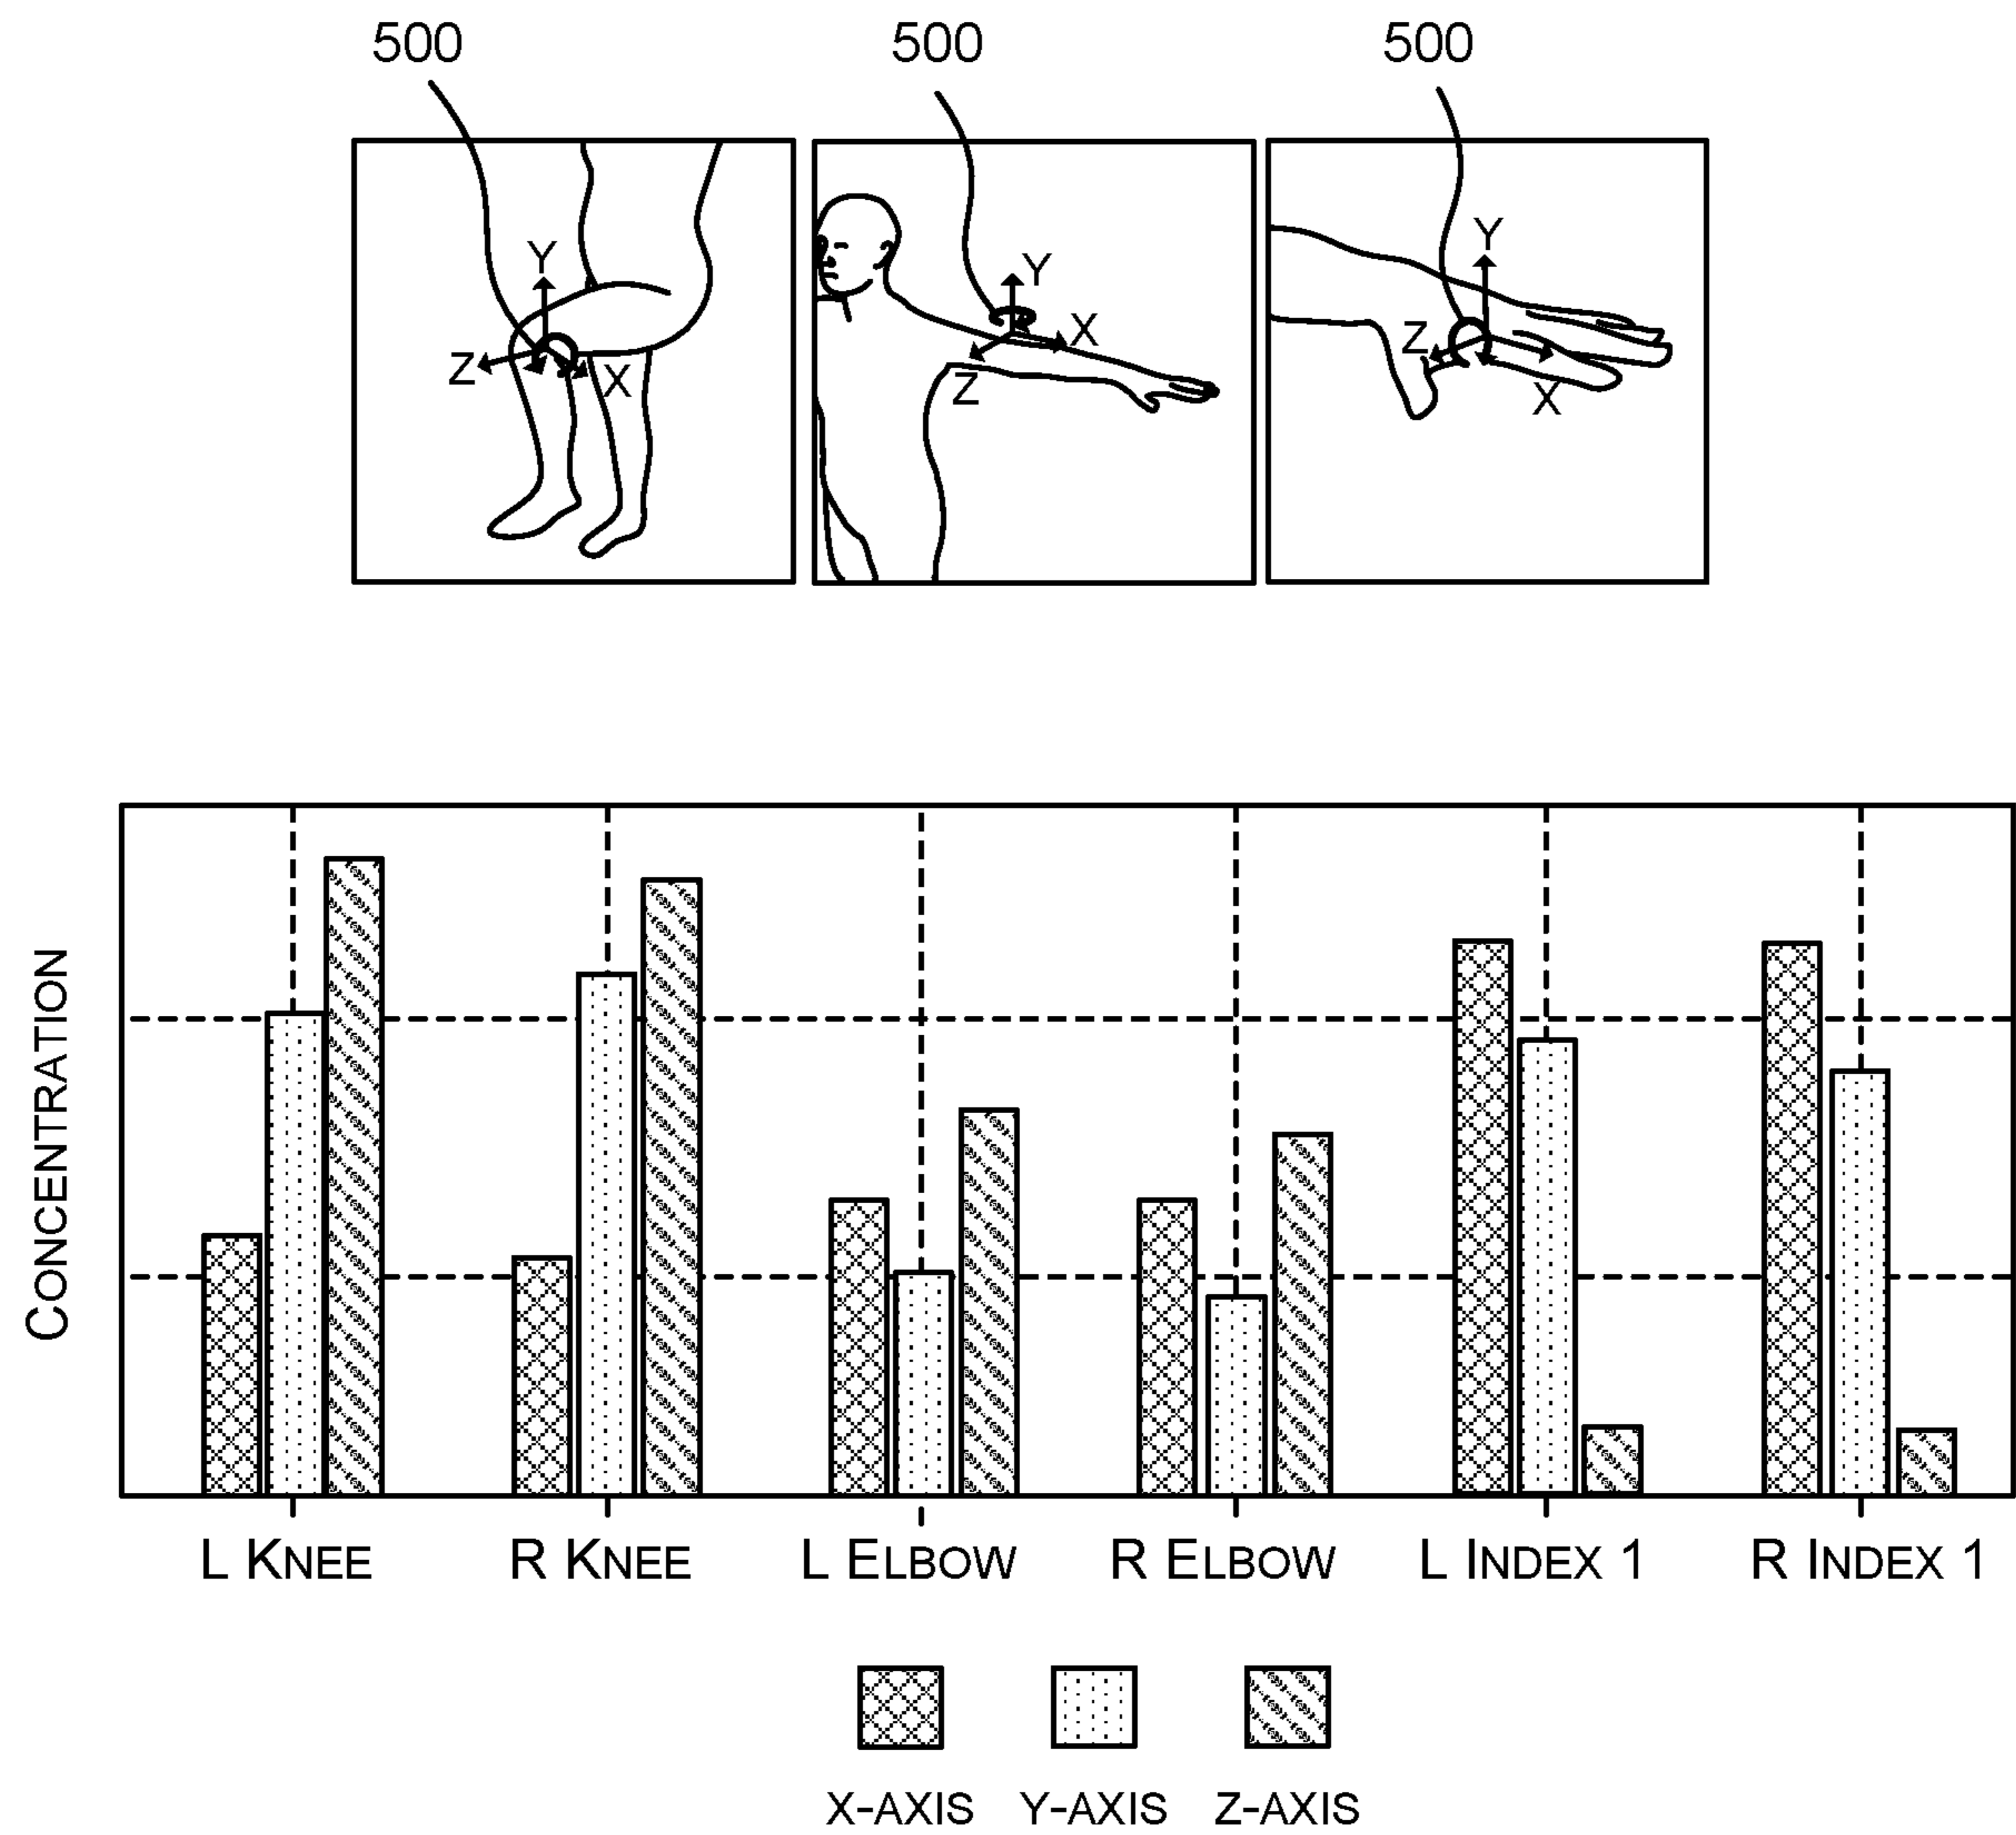 500 500 500
Y
Z
X
Y
X
Z
Y
Z
X
CONCENTRATION
L KNEE R KNEE L ELBOW R ELBOW L INDEX 1 R INDEX 1
X-AXIS Y-AXIS Z-AXIS